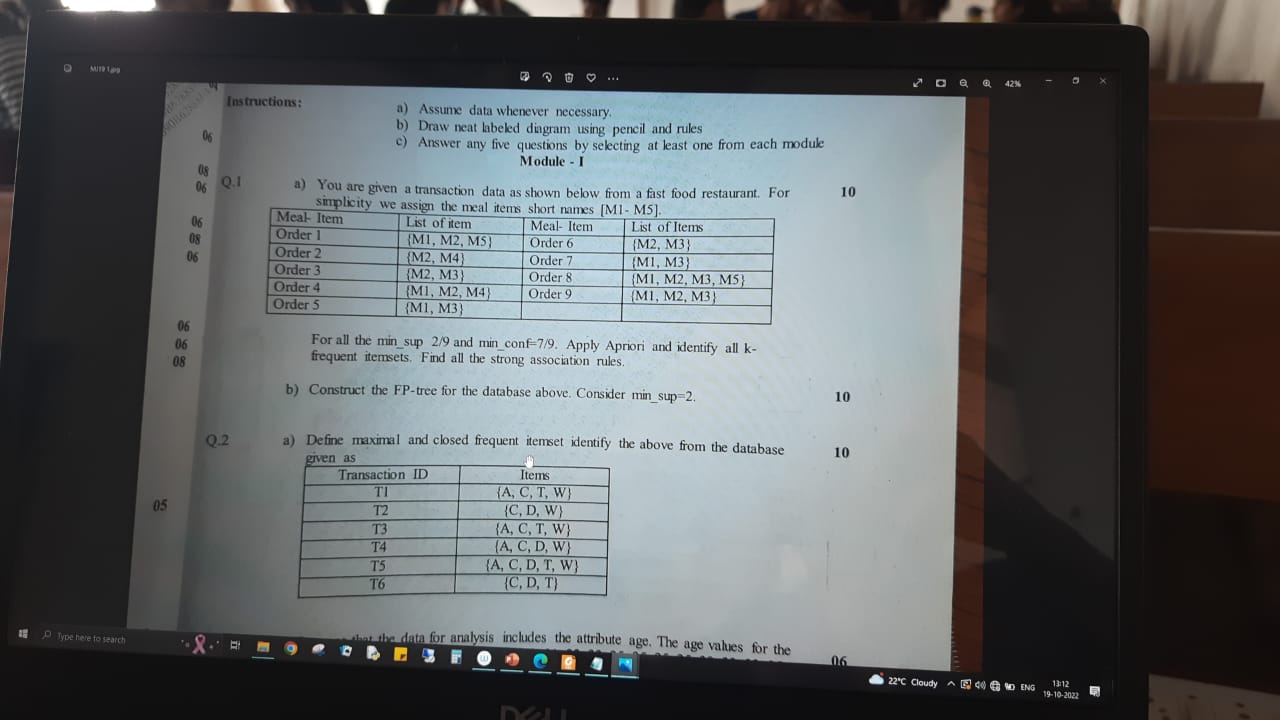 MJ19 1.jpg
42%
Instructions:
a) Assume data whenever necessary.
b) Draw neat labeled diagram using pencil and rules
c) Answer any five questions by selecting at least one from each module
06
Module - I
08
06
Q.1 a) You are given a transaction data as shown below from a fast food restaurant. For 10
simplicity we assign the meal items short names [M1- M5].
Meal- Item List of item Meal- Item List of Items
06
Order 1 {M1, M2, M5} Order 6 {M2, M3}
08
Order 2 {M2, M4} Order 7 {M1, M3}
06
Order 3 {M2, M3} Order 8 {M1, M2, M3, M5}
Order 4 {M1, M2, M4} Order 9 {M1, M2, M3}
Order 5 {M1, M3}
06
06
08
For all the min_sup 2/9 and min_conf=7/9. Apply Apriori and identify all k-
frequent itemsets. Find all the strong association rules.
b) Construct the FP-tree for the database above. Consider min_sup=2. 10
Q.2 a) Define maximal and closed frequent itemset identify the above from the database 10
given as
Transaction ID Items
T1 {A, C, T, W}
05
T2 {C, D, W}
T3 {A, C, T, W}
T4 {A, C, D, W}
T5 {A, C, D, T, W}
T6 {C, D, T}
that the data for analysis includes the attribute age. The age values for the
06
Type here to search
22°C Cloudy
ENG
13:12
19-10-2022
DELL